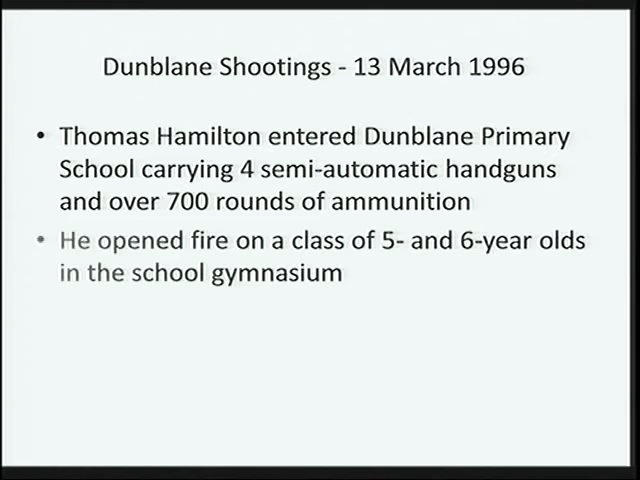 Dunblane Shootings - 13 March 1996
• Thomas Hamilton entered Dunblane Primary
School carrying 4 semi-automatic handguns
and over 700 rounds of ammunition
• He opened fire on a class of 5- and 6-year olds
in the school gymnasium